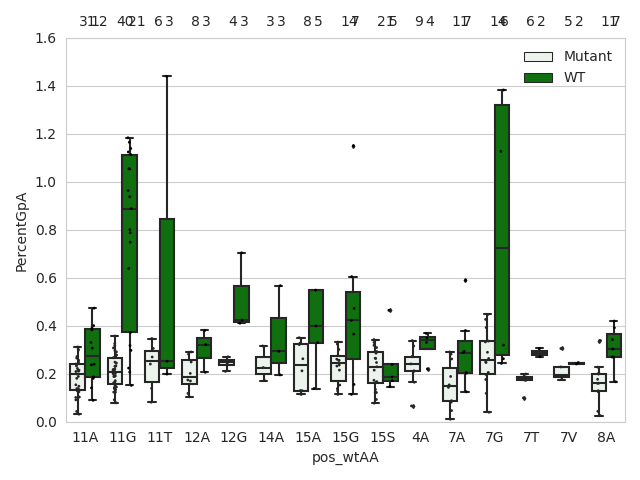 31 12 40 21 6 3 8 3 4 3 3 3 8 5 14 7 21 5 9 4 11 7 14 6 6 2 5 2 11 7
1.6
1.4
1.2
1.0
0.8
0.6
0.4
0.2
0.0
PercentGpA
Mutant
WT
11A 11G 11T 12A 12G 14A 15A 15G 15S 4A 7A 7G 7T 7V 8A
pos_wtAA